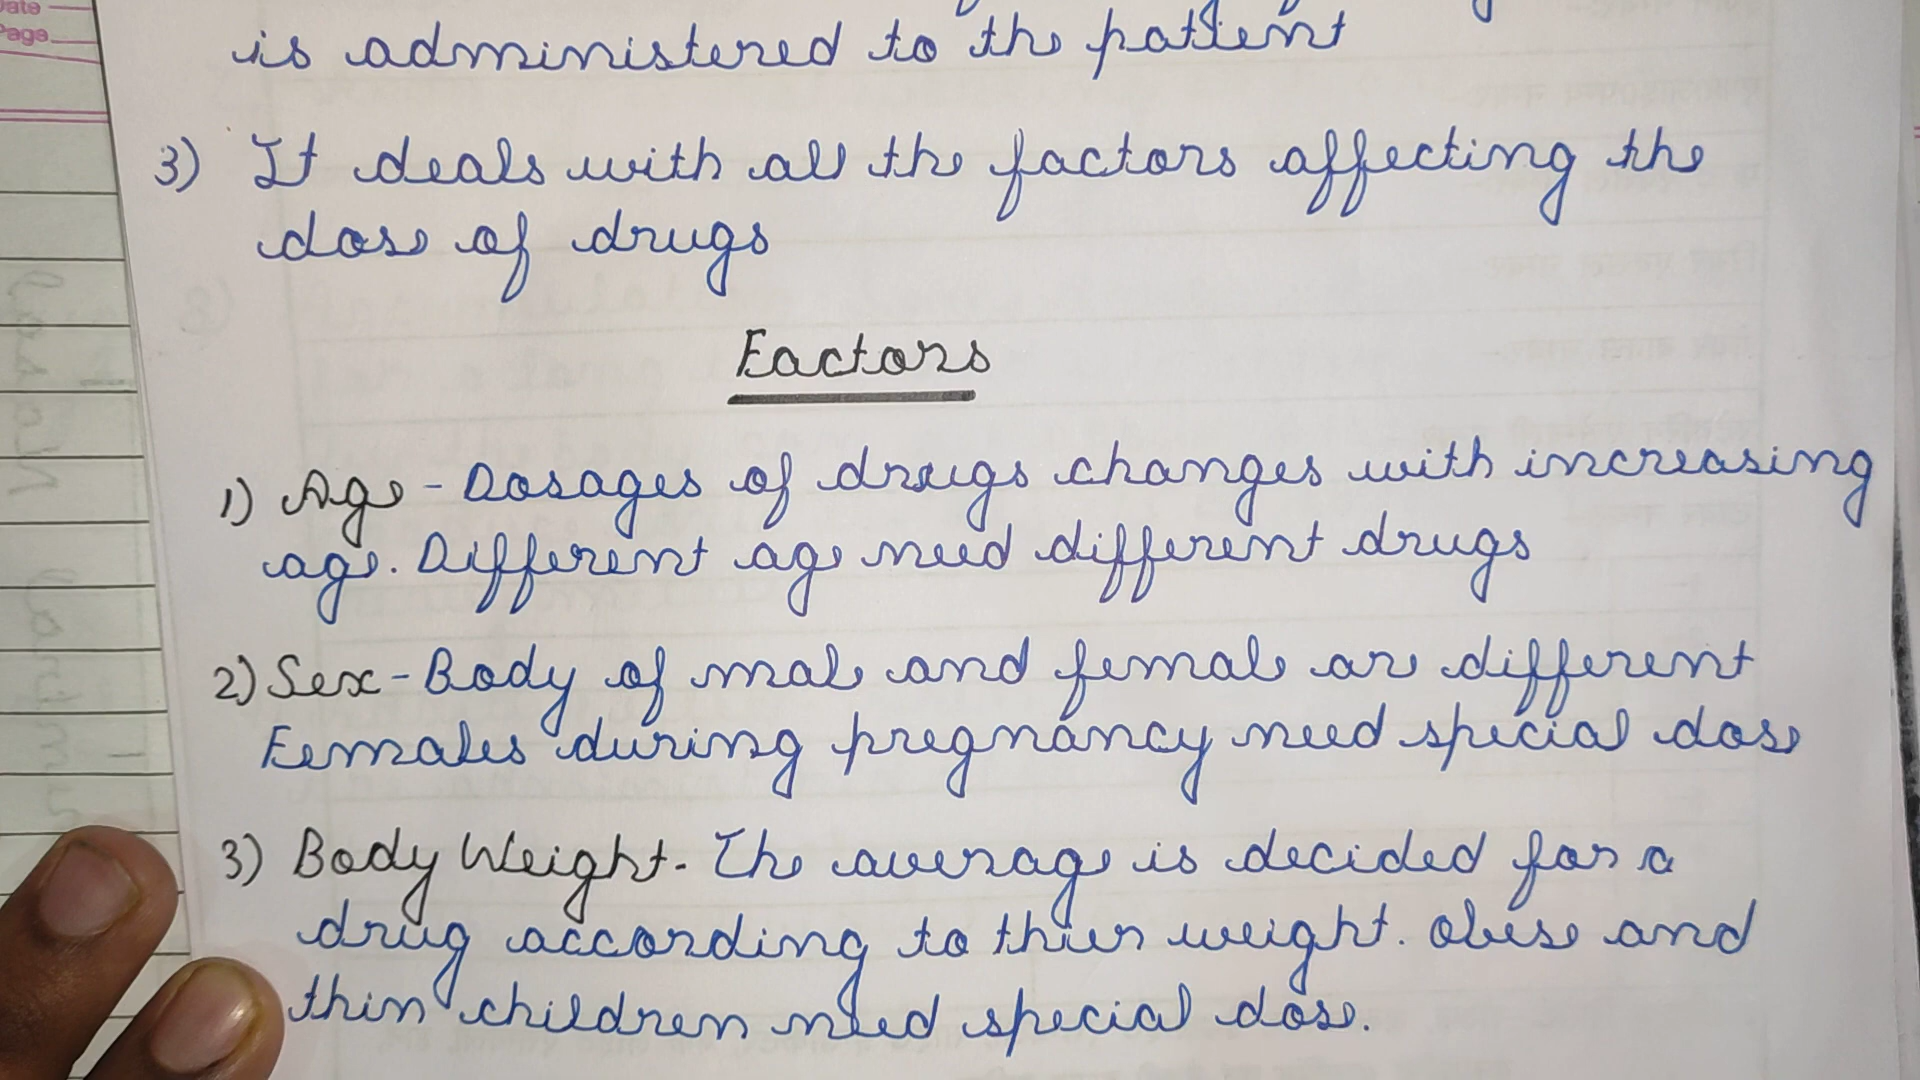 Date
Page
is administered to the patient
3) It deals with all the factors affecting the
dose of drugs
Factors
1) Age - Dosages of drugs changes with increasing
age. Different age need different drugs
2) Sex - Body of male and female are different
Females during pregnancy need special dose
3) Body Weight - The average is decided for a
drug according to thier weight. Obese and
thin children need special dose.